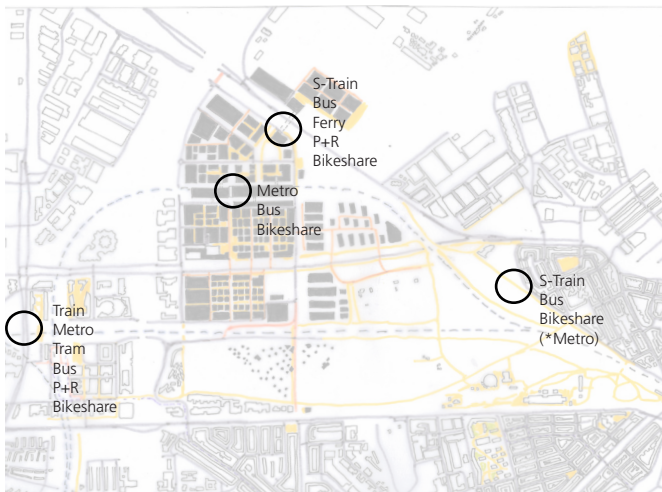 S-Train
Bus
Ferry
P+R
Bikeshare
Metro
Bus
Bikeshare
S-Train
Bus
Bikeshare
(*Metro)
Train
Metro
Tram
Bus
P+R
Bikeshare